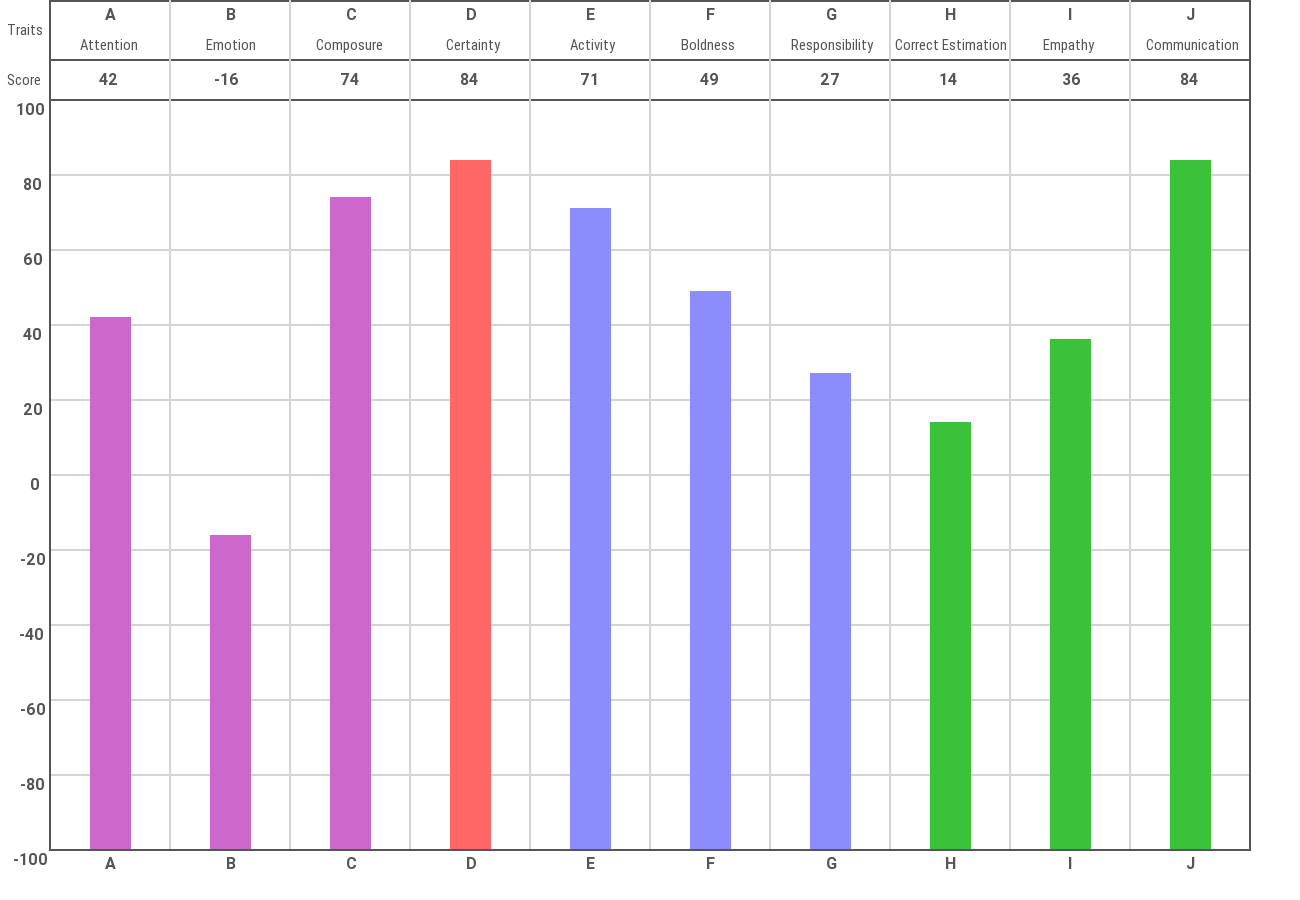 A B C D E F G H I J
Traits
Attention Emotion Composure Certainty Activity Boldness Responsibility Correct Estimation Empathy Communication
Score 42 -16 74 84 71 49 27 14 36 84
100
80
60
40
20
0
-20
-40
-60
-80
-100
A B C D E F G H I J